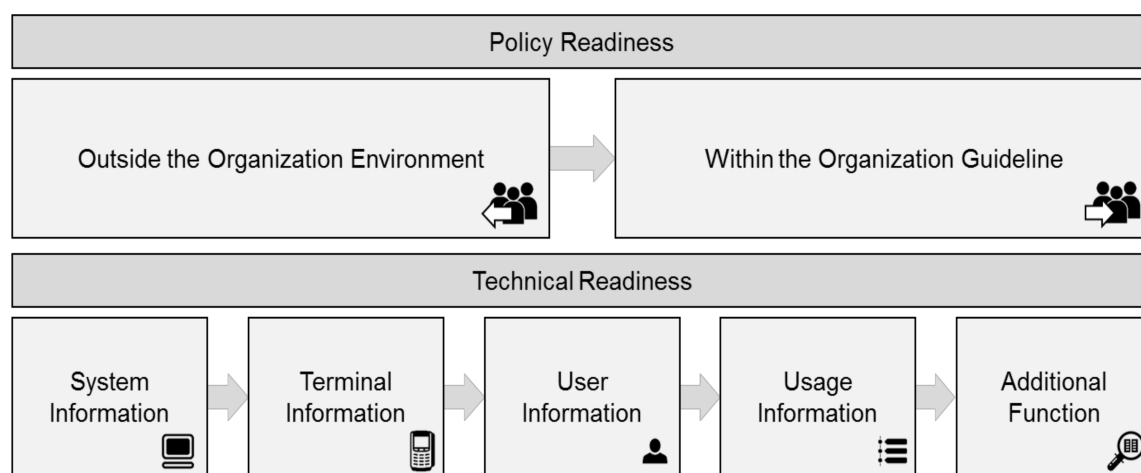 Policy Readiness
Outside the Organization Environment
Within the Organization Guideline
Technical Readiness
System
Information
Terminal
Information
User
Information
Usage
Information
Additional
Function